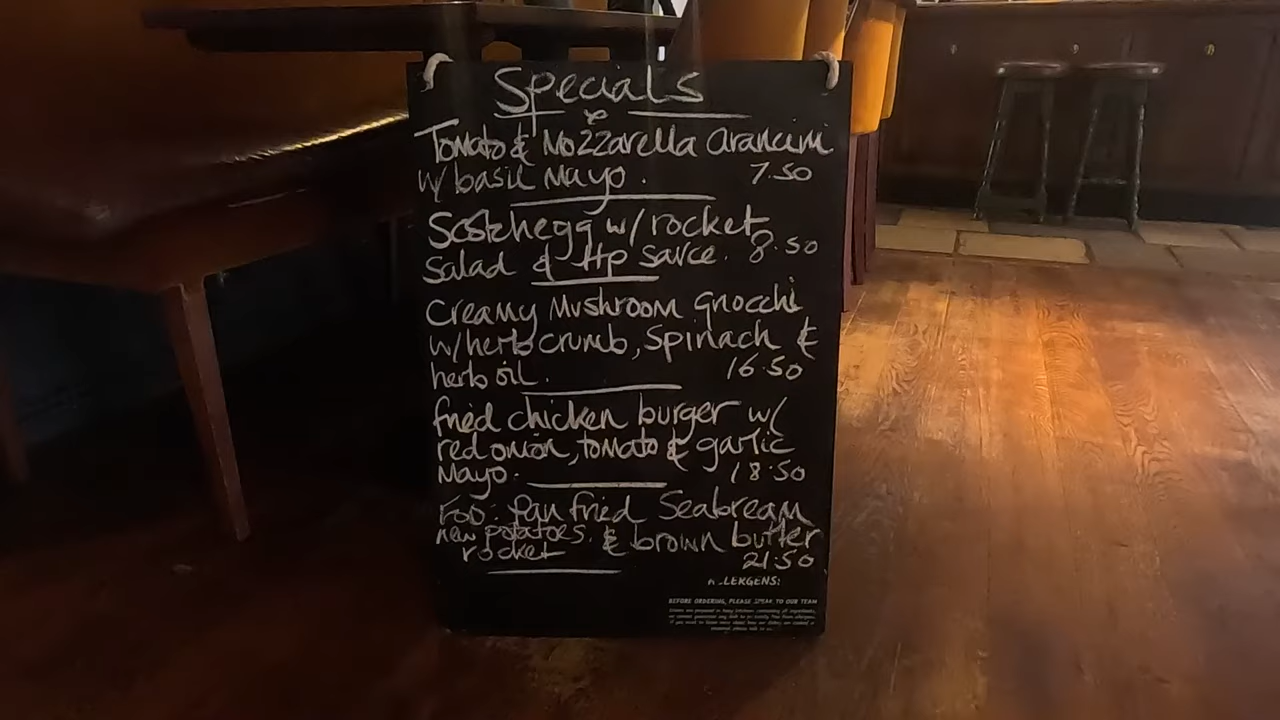 Specials
Tomato & Mozzarella arancini
w/ basil Mayo. 7.50
Scotchegg w/ rocket
Salad & Hp sauce. 8.50
Creamy Mushroom gnocchi
w/herb crumb, Spinach &
herb oil. 16.50
fried chicken burger w/
red onion, tomato & garlic
Mayo. 18.50
FOD: Pan fried Seabream
new potatoes. & brown butter
rocket 21.50
ALLERGENS:
BEFORE ORDERING, PLEASE SPEAK TO OUR TEAM